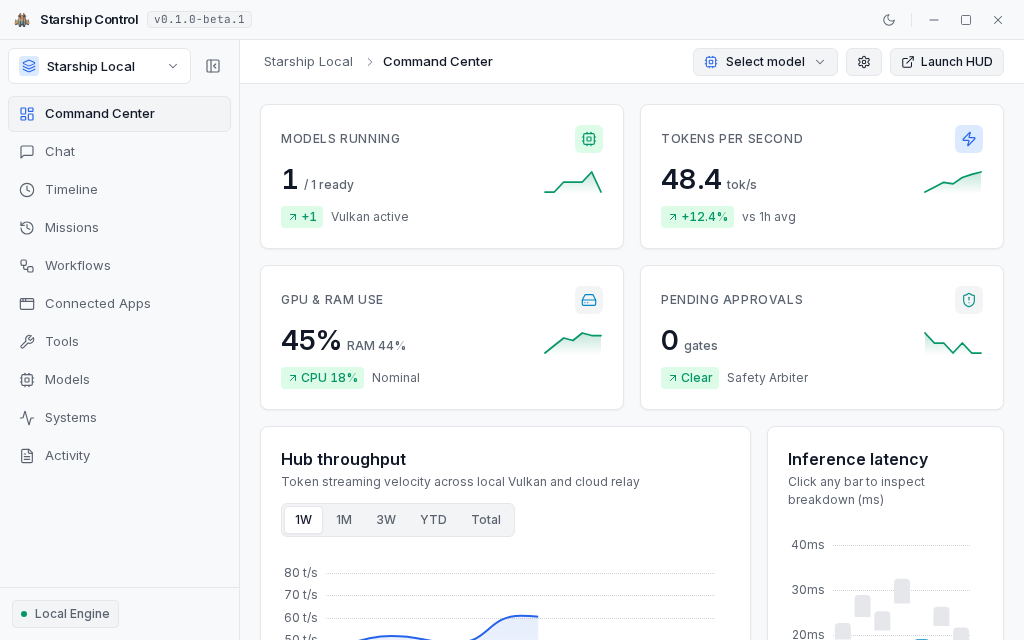 Starship Control v0.1.0-beta.1
Starship Local
Command Center
Chat
Timeline
Missions
Workflows
Connected Apps
Tools
Models
Systems
Activity
Local Engine
Starship Local > Command Center
Select model
Launch HUD
MODELS RUNNING
1 / 1 ready
+1 Vulkan active
TOKENS PER SECOND
48.4 tok/s
+12.4% vs 1h avg
GPU & RAM USE
45% RAM 44%
CPU 18% Nominal
PENDING APPROVALS
0 gates
Clear Safety Arbiter
Hub throughput
Token streaming velocity across local Vulkan and cloud relay
1W 1M 3W YTD Total
80 t/s
70 t/s
60 t/s
50 t/s
Inference latency
Click any bar to inspect
breakdown (ms)
40ms
30ms
20ms